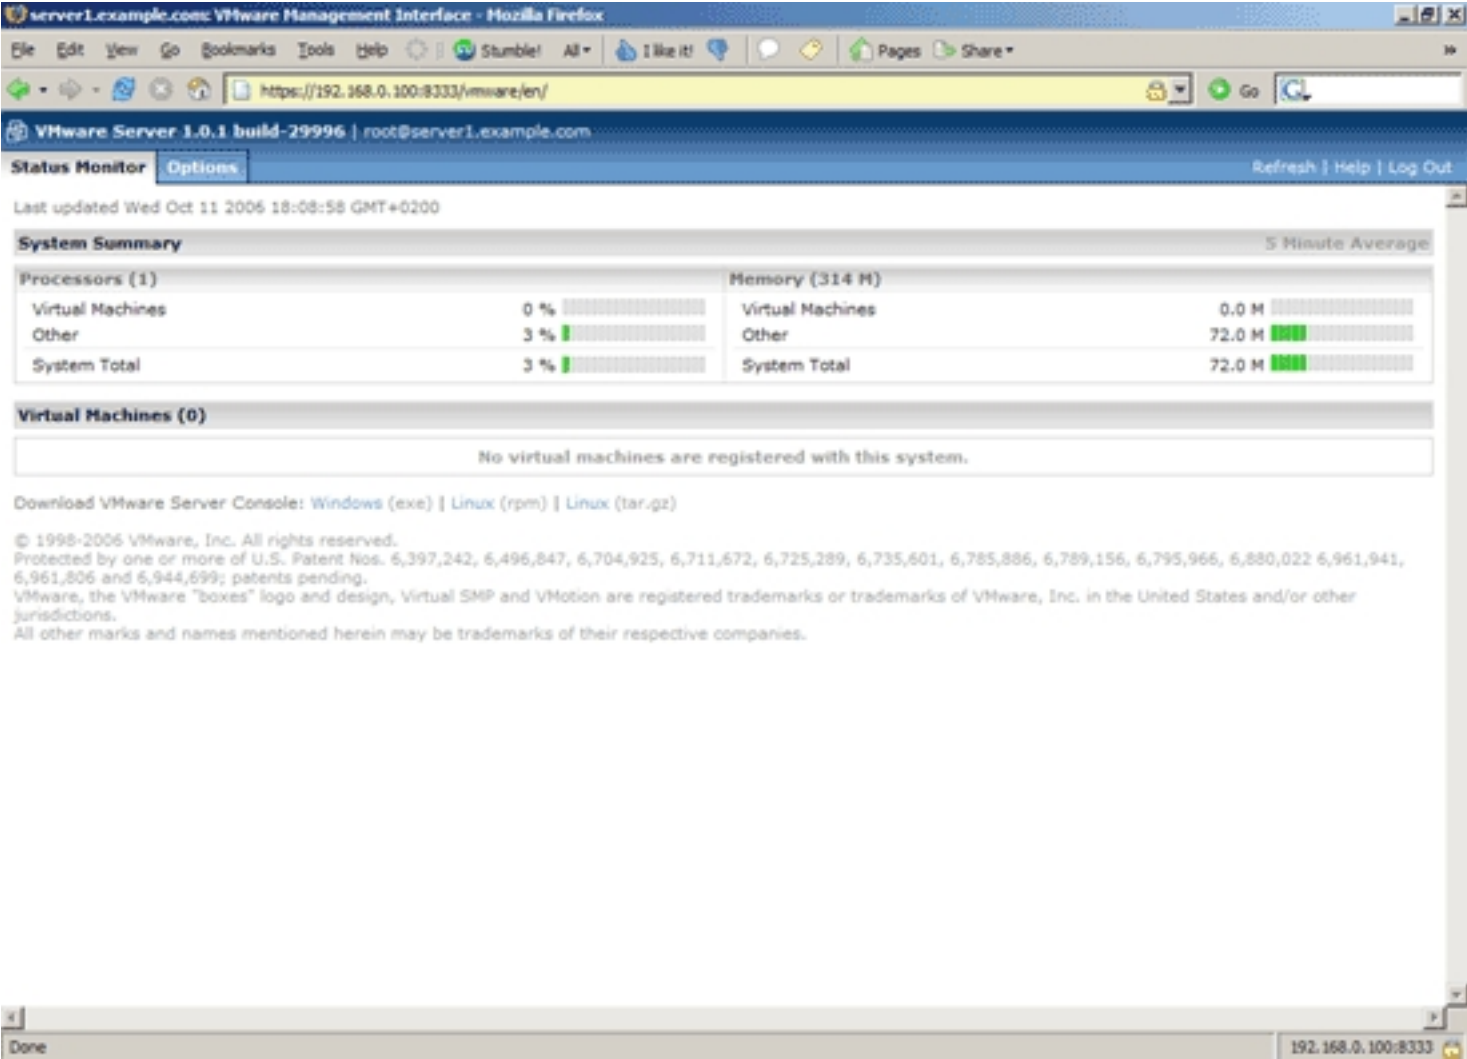 server1.example.com: VMware Management Interface - Mozilla Firefox
File Edit View Go Bookmarks Tools Help Stumble! All I like it! Pages Share
https://192.168.0.100:8333/vmware/en/ Go
VMware Server 1.0.1 build-29996 | root@server1.example.com
Status Monitor Options Refresh | Help | Log Out
Last updated Wed Oct 11 2006 18:08:58 GMT+0200
System Summary 5 Minute Average
Processors (1) Memory (314 M)
Virtual Machines 0 % Virtual Machines 0.0 M
Other 3 % Other 72.0 M
System Total 3 % System Total 72.0 M
Virtual Machines (0)
No virtual machines are registered with this system.
Download VMware Server Console: Windows (exe) | Linux (rpm) | Linux (tar.gz)
© 1998-2006 VMware, Inc. All rights reserved.
Protected by one or more of U.S. Patent Nos. 6,397,242, 6,496,847, 6,704,925, 6,711,672, 6,725,289, 6,735,601, 6,785,886, 6,789,156, 6,795,966, 6,880,022 6,961,941,
6,961,806 and 6,944,699; patents pending.
VMware, the VMware "boxes" logo and design, Virtual SMP and VMotion are registered trademarks or trademarks of VMware, Inc. in the United States and/or other
jurisdictions.
All other marks and names mentioned herein may be trademarks of their respective companies.
Done 192.168.0.100:8333